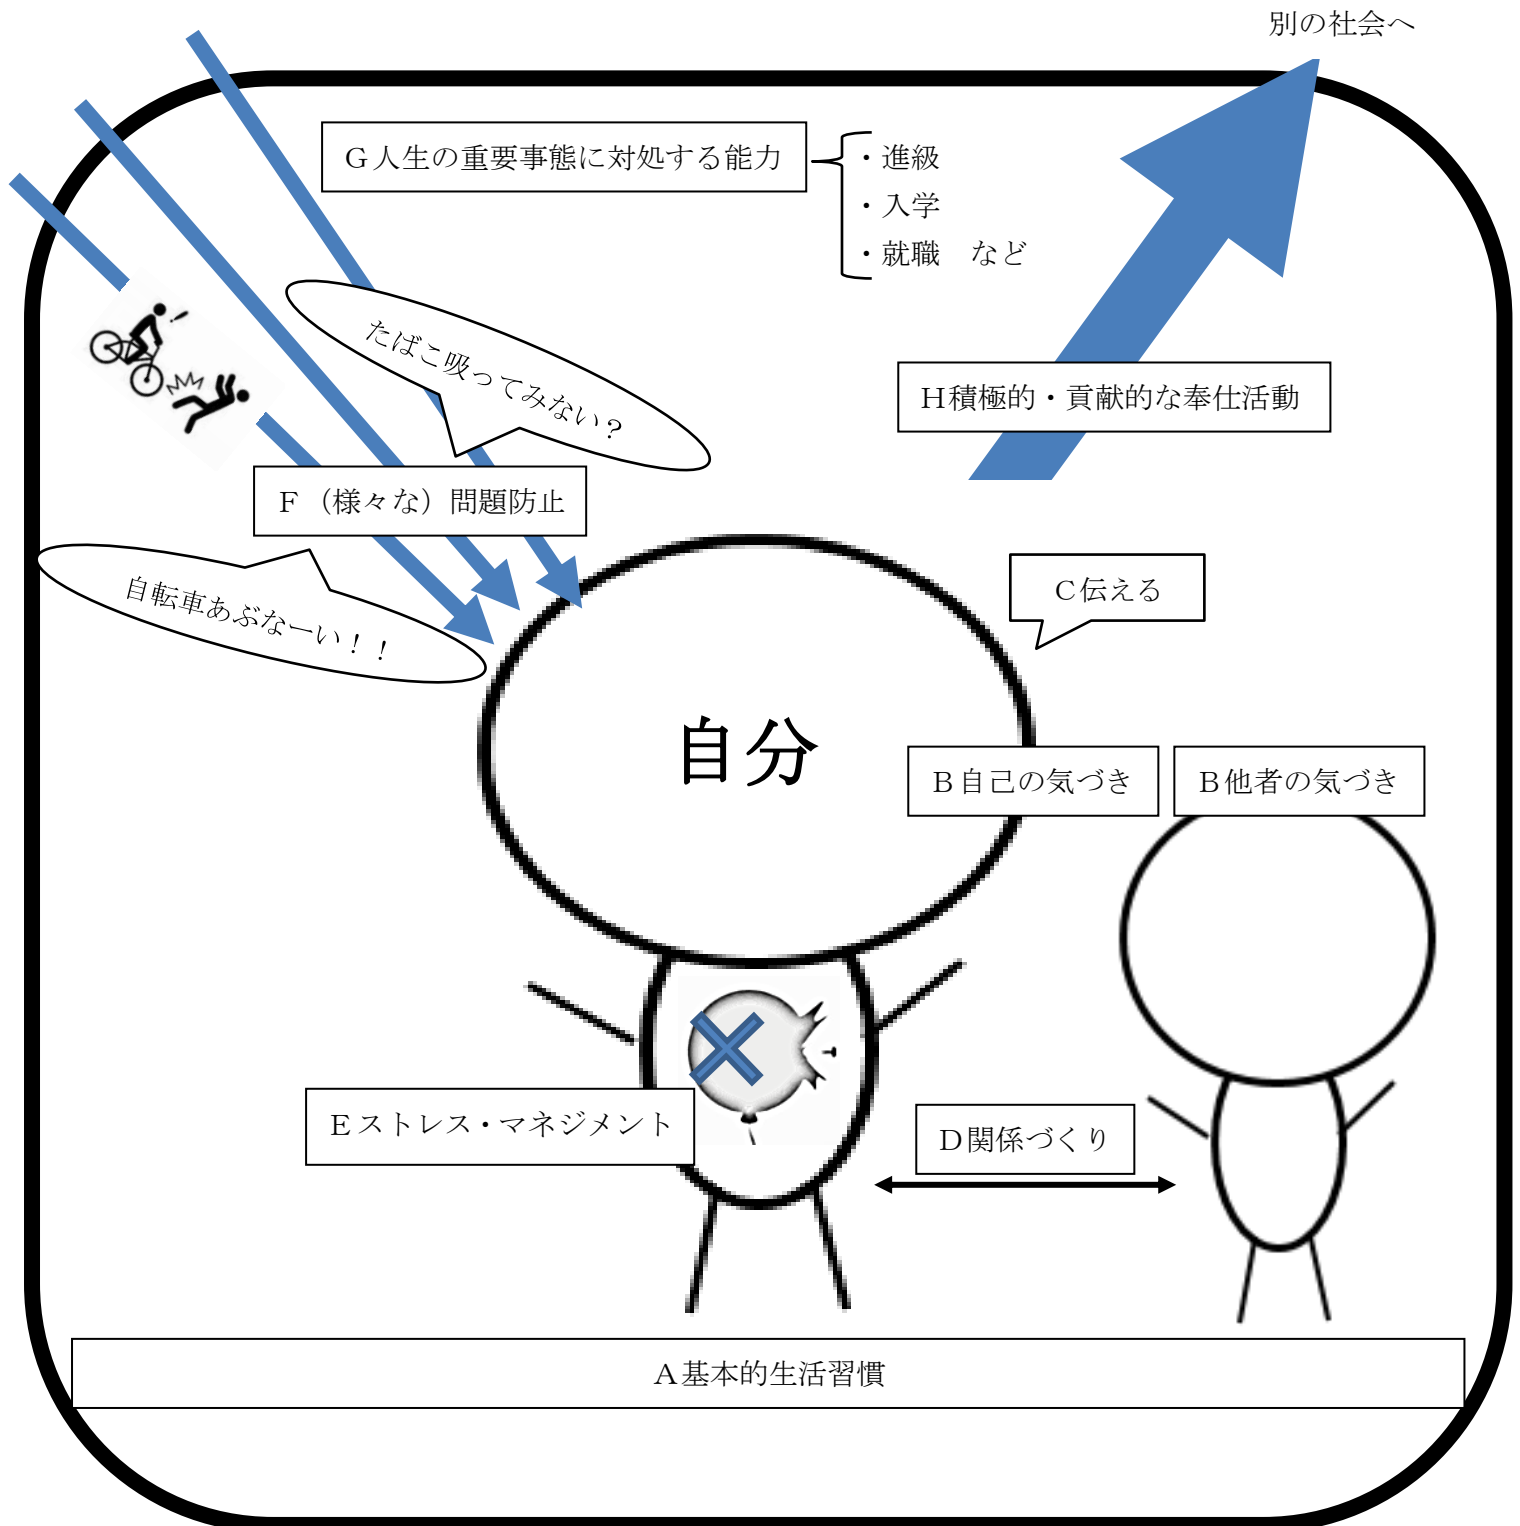 別の社会へ
Ｇ人生の重要事態に対処する能力
・進級
・入学
・就職　など
たばこ吸ってみない？
Ｈ積極的・貢献的な奉仕活動
Ｆ（様々な）問題防止
自転車あぶなーい！！
Ｃ伝える
自分
Ｂ自己の気づき
Ｂ他者の気づき
Ｅストレス・マネジメント
Ｄ関係づくり
Ａ基本的生活習慣